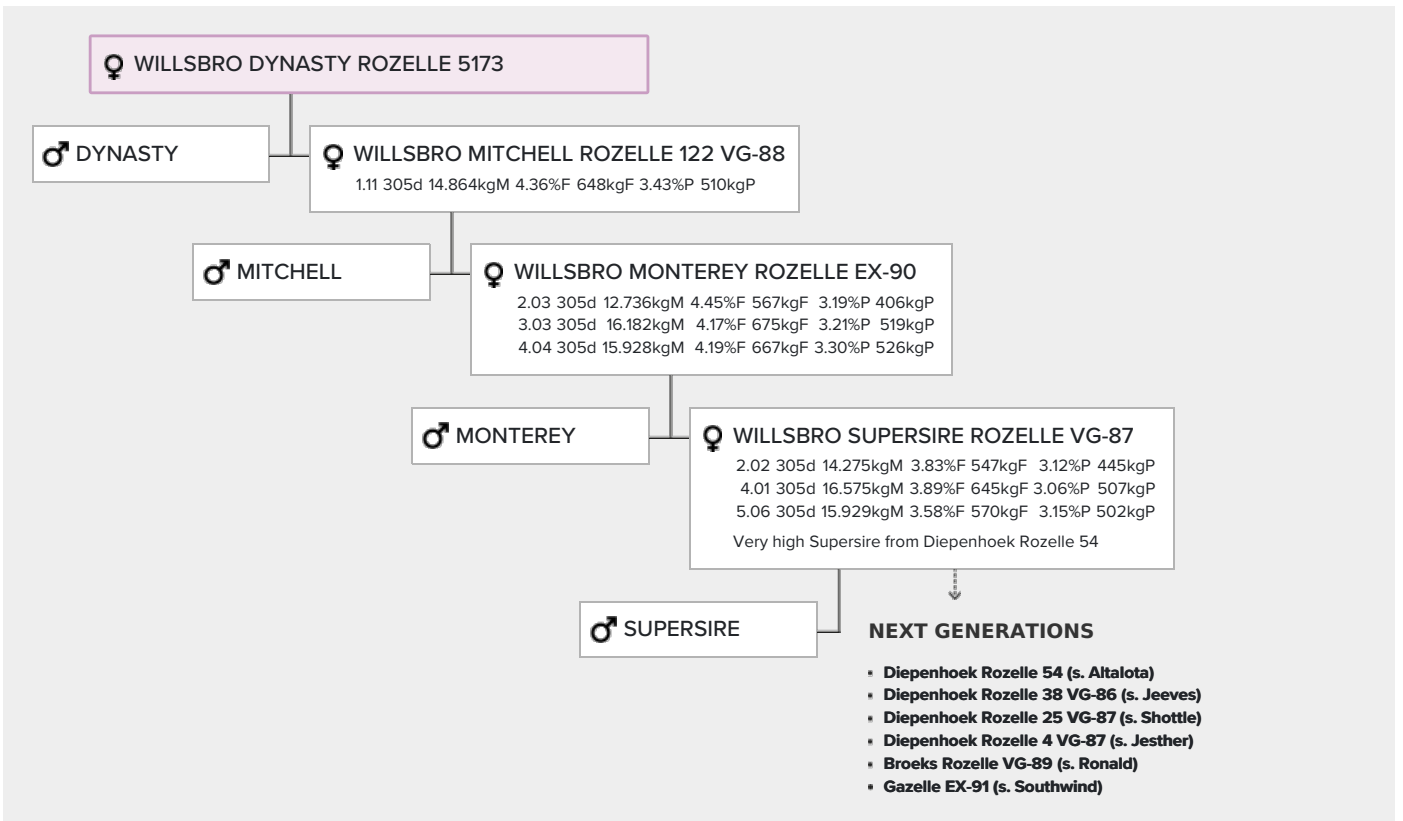 WILLSBRO DYNASTY ROZELLE 5173
DYNASTY
WILLSBRO MITCHELL ROZELLE 122 VG-88
1.11 305d 14.864kgM 4.36%F 648kgF 3.43%P 510kgP
MITCHELL
WILLSBRO MONTEREY ROZELLE EX-90
2.03 305d 12.736kgM 4.45%F 567kgF 3.19%P 406kgP
3.03 305d 16.182kgM 4.17%F 675kgF 3.21%P 519kgP
4.04 305d 15.928kgM 4.19%F 667kgF 3.30%P 526kgP
MONTEREY
WILLSBRO SUPERSIRE ROZELLE VG-87
2.02 305d 14.275kgM 3.83%F 547kgF 3.12%P 445kgP
4.01 305d 16.575kgM 3.89%F 645kgF 3.06%P 507kgP
5.06 305d 15.929kgM 3.58%F 570kgF 3.15%P 502kgP
Very high Supersire from Diepenhoek Rozelle 54
SUPERSIRE
NEXT GENERATIONS
Diepenhoek Rozelle 54 (s. Altalota)
Diepenhoek Rozelle 38 VG-86 (s. Jeeves)
Diepenhoek Rozelle 25 VG-87 (s. Shottle)
Diepenhoek Rozelle 4 VG-87 (s. Jesther)
Broeks Rozelle VG-89 (s. Ronald)
Gazelle EX-91 (s. Southwind)